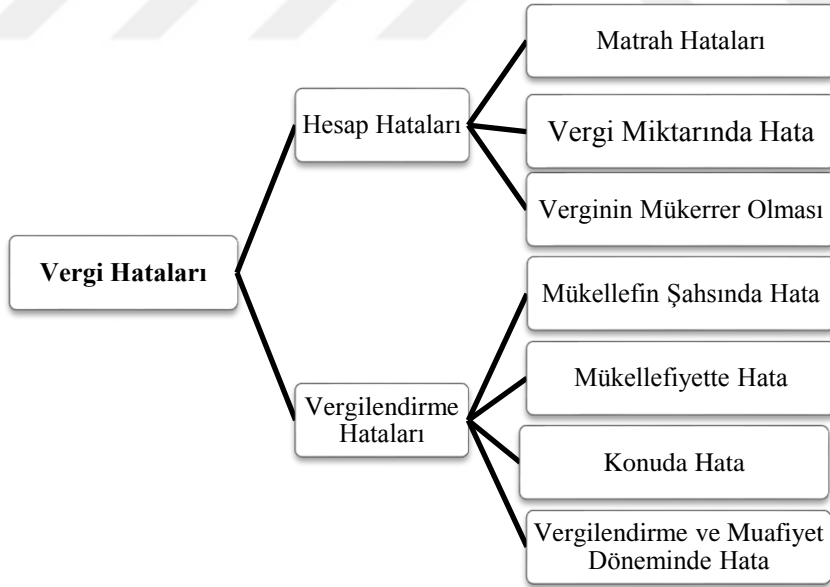 Vergi Hataları
Hesap Hataları
Matrah Hataları
Vergi Miktarında Hata
Verginin Mükerrer Olması
Vergilendirme
Hataları
Mükellefin Şahsında Hata
Mükellefiyette Hata
Konuda Hata
Vergilendirme ve Muafiyet
Döneminde Hata